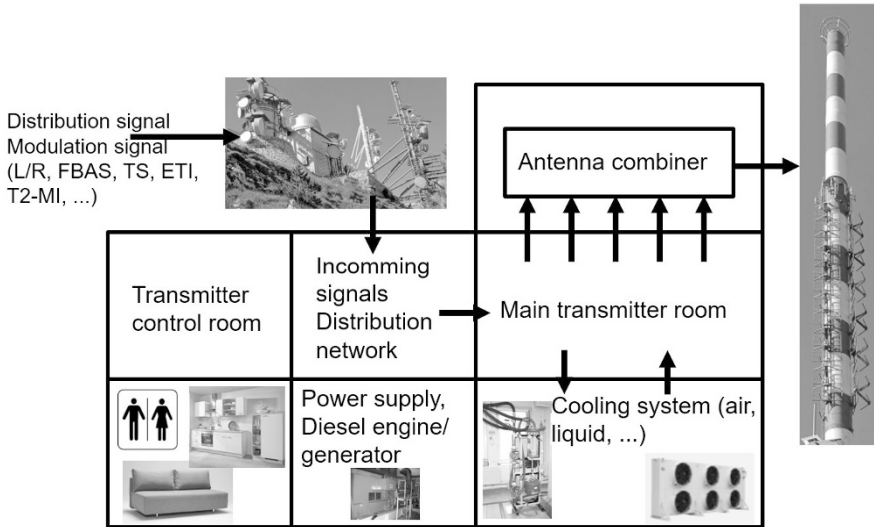 Distribution signal
Modulation signal
(L/R, FBAS, TS, ETI,
T2-MI, ...)
Antenna combiner
Transmitter
control room
Incomming
signals
Distribution
network
Main transmitter room
Power supply,
Diesel engine/
generator
Cooling system (air,
liquid, ...)